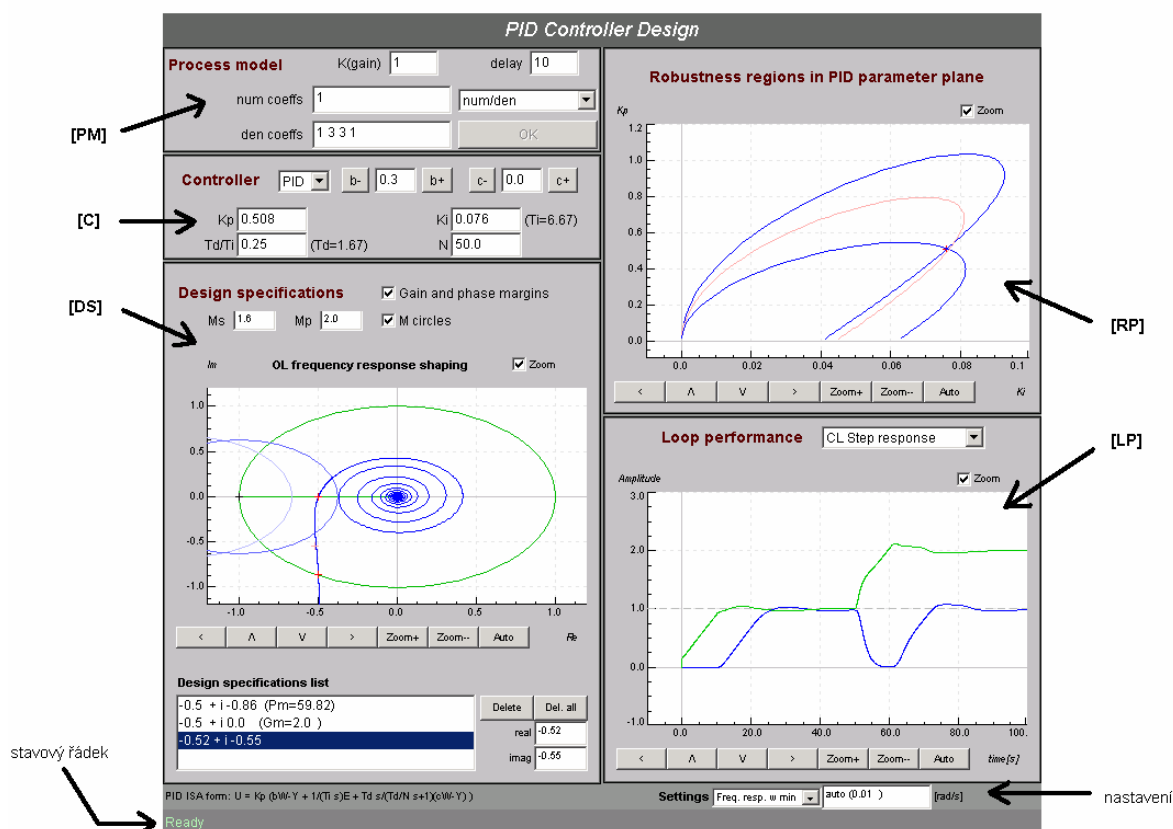 PID Controller Design
Process model
K(gain) 1
delay 10
num coeffs 1
num/den
den coeffs 1 3 3 1
OK
[PM]
Controller
PID
b- 0.3 b+
c- 0.0 c+
Kp 0.508
Ki 0.076 (Ti=6.67)
Td/Ti 0.25 (Td=1.67)
N 50.0
[C]
Design specifications
Gain and phase margins
Ms 1.6
Mp 2.0
M circles
[DS]
Im
OL frequency response shaping
Zoom
1.0
0.5
0.0
-0.5
-1.0
-1.0 -0.5 0.0 0.5 1.0
< Λ V > Zoom+ Zoom-- Auto
Re
Design specifications list
-0.5 + i -0.86 (Pm=59.82)
-0.5 + i 0.0 (Gm=2.0 )
-0.52 + i -0.55
Delete
Del. all
real -0.52
imag -0.55
Robustness regions in PID parameter plane
Kp
Zoom
1.2
1.0
0.8
0.6
0.4
0.2
0.0
0.0 0.02 0.04 0.06 0.08 0.1
< Λ V > Zoom+ Zoom-- Auto
Ki
[RP]
Loop performance
CL Step response
[LP]
Amplitude
Zoom
3.0
2.0
1.0
0.0
-1.0
0.0 20.0 40.0 60.0 80.0 100.
< Λ V > Zoom+ Zoom-- Auto
time[s]
stavový řádek
PID ISA form: U = Kp (bW-Y + 1/(Ti s)E + Td s/(Td/N s+1)(cW-Y) )
Settings
Freq. resp. w min
auto (0.01 )
[rad/s]
nastavení
Ready